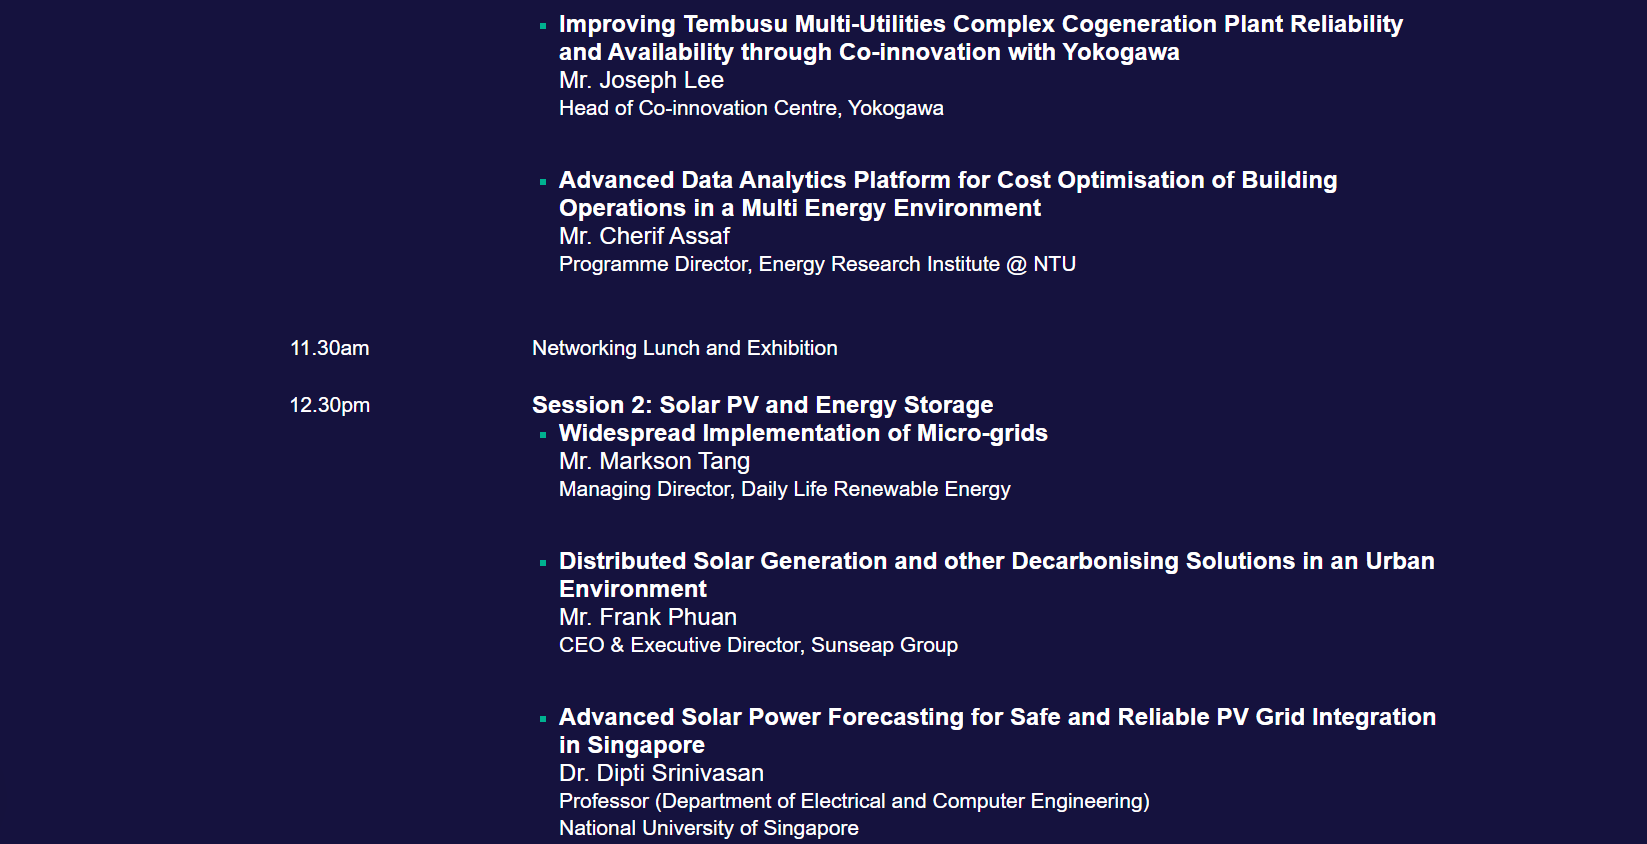 Improving Tembusu Multi-Utilities Complex Cogeneration Plant Reliability
and Availability through Co-innovation with Yokogawa
Mr. Joseph Lee
Head of Co-innovation Centre, Yokogawa
Advanced Data Analytics Platform for Cost Optimisation of Building
Operations in a Multi Energy Environment
Mr. Cherif Assaf
Programme Director, Energy Research Institute @ NTU
11.30am Networking Lunch and Exhibition
12.30pm Session 2: Solar PV and Energy Storage
Widespread Implementation of Micro-grids
Mr. Markson Tang
Managing Director, Daily Life Renewable Energy
Distributed Solar Generation and other Decarbonising Solutions in an Urban
Environment
Mr. Frank Phuan
CEO & Executive Director, Sunseap Group
Advanced Solar Power Forecasting for Safe and Reliable PV Grid Integration
in Singapore
Dr. Dipti Srinivasan
Professor (Department of Electrical and Computer Engineering)
National University of Singapore